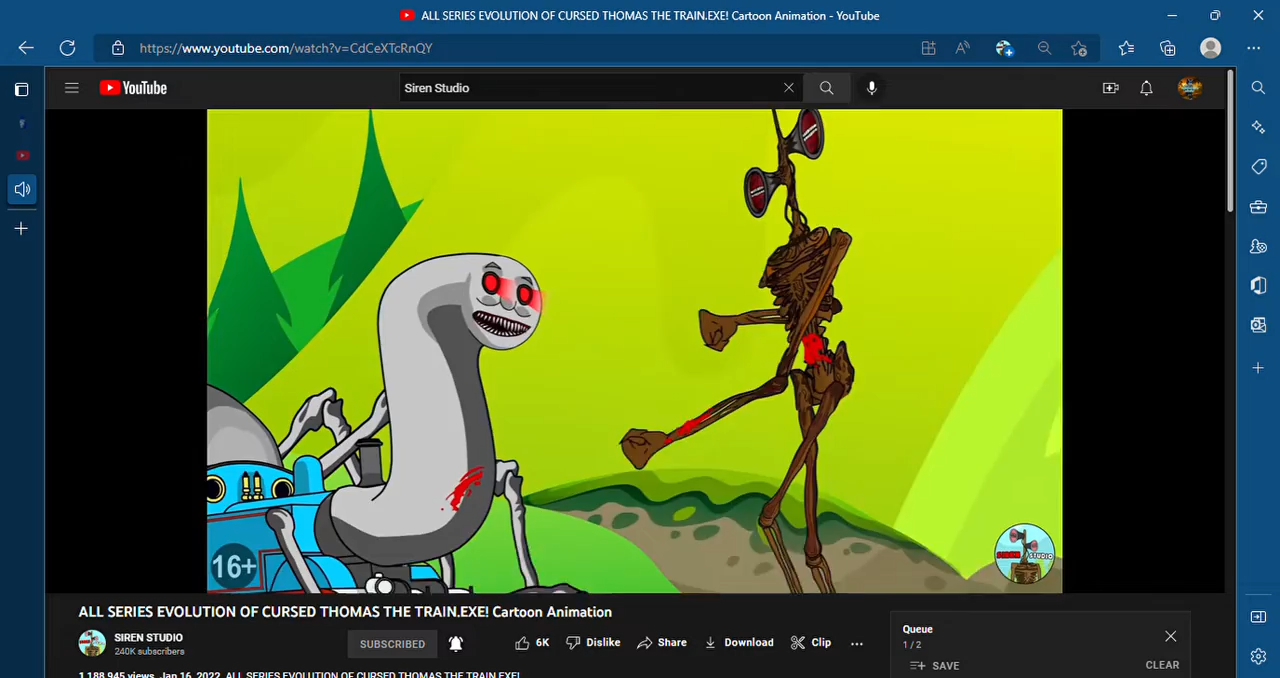 ALL SERIES EVOLUTION OF CURSED THOMAS THE TRAIN.EXE! Cartoon Animation - YouTube
https://www.youtube.com/watch?v=CdCeXTcRnQY
YouTube
Siren Studio
16+
SIREN STUDIO
ALL SERIES EVOLUTION OF CURSED THOMAS THE TRAIN.EXE! Cartoon Animation
SIREN STUDIO
240K subscribers
SUBSCRIBED
6K Dislike Share Download Clip
Queue
1 / 2
SAVE CLEAR
1,188,945 views Jan 16, 2022 ALL SERIES EVOLUTION OF CURSED THOMAS THE TRAIN.EXE!